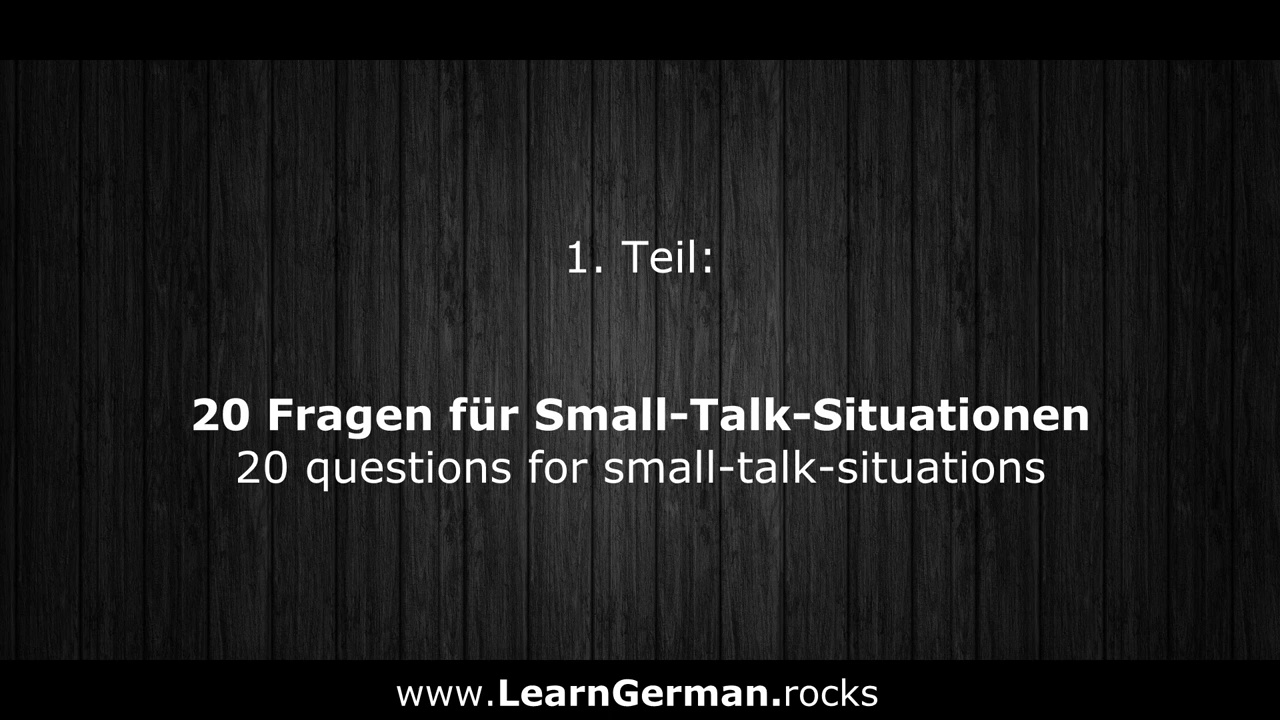 1. Teil:
20 Fragen für Small-Talk-Situationen
20 questions for small-talk-situations
www.LearnGerman.rocks